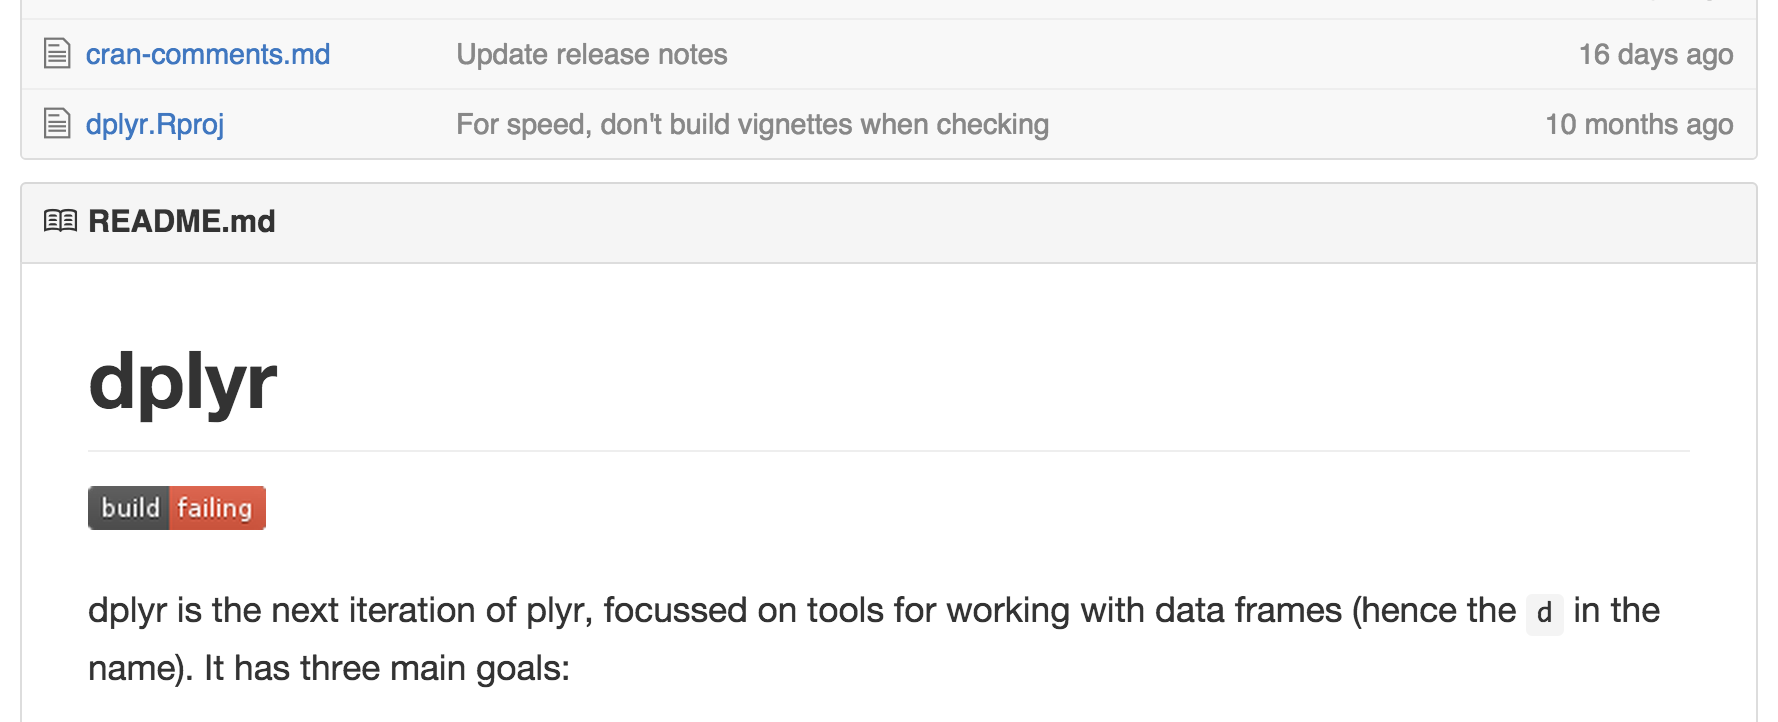 cran-comments.md Update release notes 16 days ago
dplyr.Rproj For speed, don't build vignettes when checking 10 months ago
README.md
dplyr
build failing
dplyr is the next iteration of plyr, focussed on tools for working with data frames (hence the d in the
name). It has three main goals: